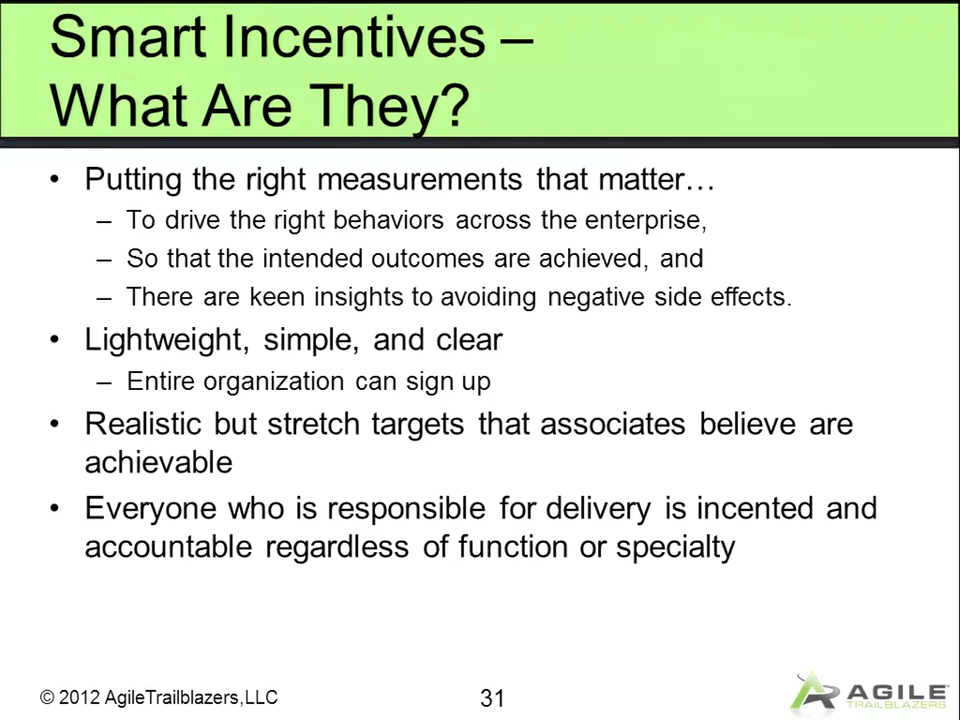 Smart Incentives –
What Are They?
• Putting the right measurements that matter…
– To drive the right behaviors across the enterprise,
– So that the intended outcomes are achieved, and
– There are keen insights to avoiding negative side effects.
• Lightweight, simple, and clear
– Entire organization can sign up
• Realistic but stretch targets that associates believe are
achievable
• Everyone who is responsible for delivery is incented and
accountable regardless of function or specialty
© 2012 AgileTrailblazers,LLC
31
AGILE
TRAILBLAZERS